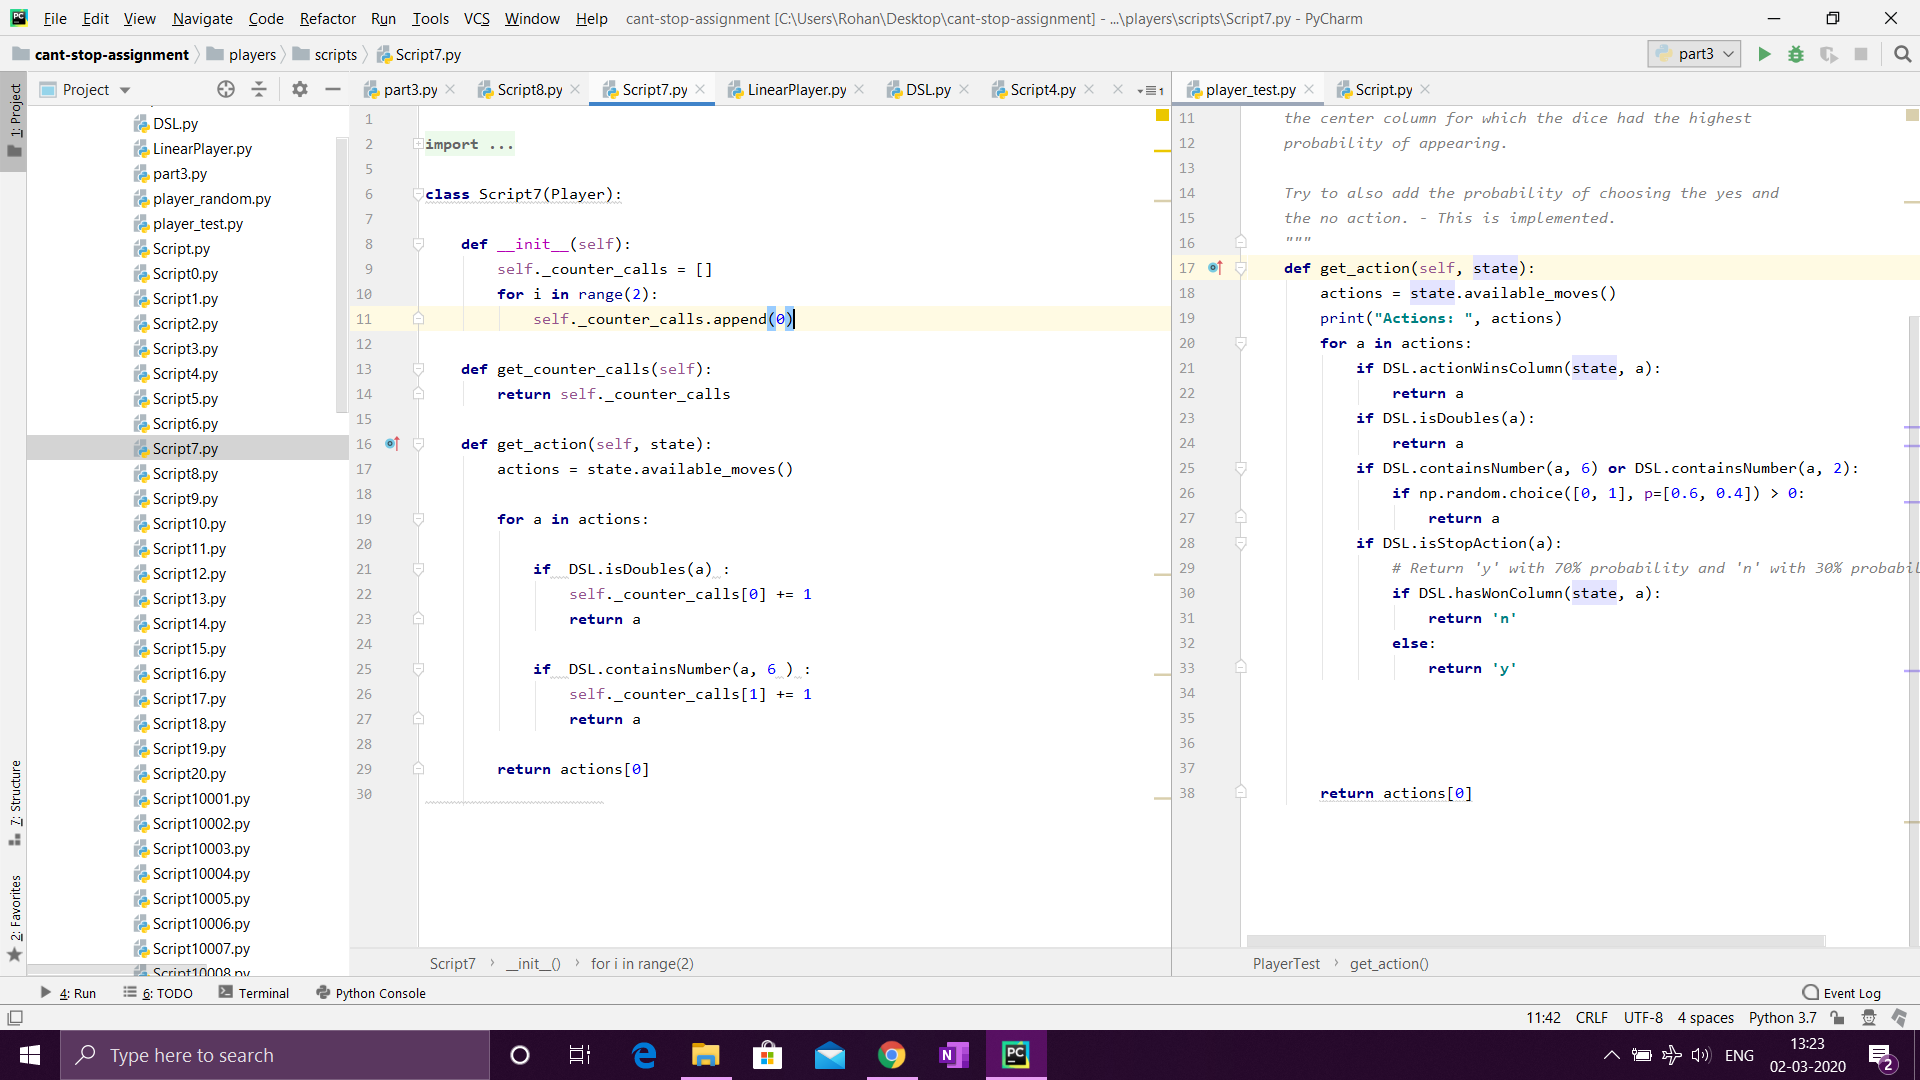 PC File Edit View Navigate Code Refactor Run Tools VCS Window Help cant-stop-assignment [C:\Users\Rohan\Desktop\cant-stop-assignment] - ...\players\scripts\Script7.py - PyCharm
cant-stop-assignment players scripts Script7.py part3
1: Project
7: Structure
2: Favorites
Project
DSL.py
LinearPlayer.py
part3.py
player_random.py
player_test.py
Script.py
Script0.py
Script1.py
Script2.py
Script3.py
Script4.py
Script5.py
Script6.py
Script7.py
Script8.py
Script9.py
Script10.py
Script11.py
Script12.py
Script13.py
Script14.py
Script15.py
Script16.py
Script17.py
Script18.py
Script19.py
Script20.py
Script10001.py
Script10002.py
Script10003.py
Script10004.py
Script10005.py
Script10006.py
Script10007.py
Script10008.py
part3.py Script8.py Script7.py LinearPlayer.py DSL.py Script4.py 1
1
2 import ...
5
6 class Script7(Player):
7
8 def __init__(self):
9 self._counter_calls = []
10 for i in range(2):
11 self._counter_calls.append(0)
12
13 def get_counter_calls(self):
14 return self._counter_calls
15
16 def get_action(self, state):
17 actions = state.available_moves()
18
19 for a in actions:
20
21 if DSL.isDoubles(a) :
22 self._counter_calls[0] += 1
23 return a
24
25 if DSL.containsNumber(a, 6 ) :
26 self._counter_calls[1] += 1
27 return a
28
29 return actions[0]
30
Script7 __init__() for i in range(2)
player_test.py Script.py
11 the center column for which the dice had the highest
12 probability of appearing.
13
14 Try to also add the probability of choosing the yes and
15 the no action. - This is implemented.
16 """
17 def get_action(self, state):
18 actions = state.available_moves()
19 print("Actions: ", actions)
20 for a in actions:
21 if DSL.actionWinsColumn(state, a):
22 return a
23 if DSL.isDoubles(a):
24 return a
25 if DSL.containsNumber(a, 6) or DSL.containsNumber(a, 2):
26 if np.random.choice([0, 1], p=[0.6, 0.4]) > 0:
27 return a
28 if DSL.isStopAction(a):
29 # Return 'y' with 70% probability and 'n' with 30% probabil
30 if DSL.hasWonColumn(state, a):
31 return 'n'
32 else:
33 return 'y'
34
35
36
37
38 return actions[0]
PlayerTest get_action()
4: Run 6: TODO Terminal Python Console Event Log
11:42 CRLF UTF-8 4 spaces Python 3.7
Type here to search
N
PC
ENG
13:23
02-03-2020
2